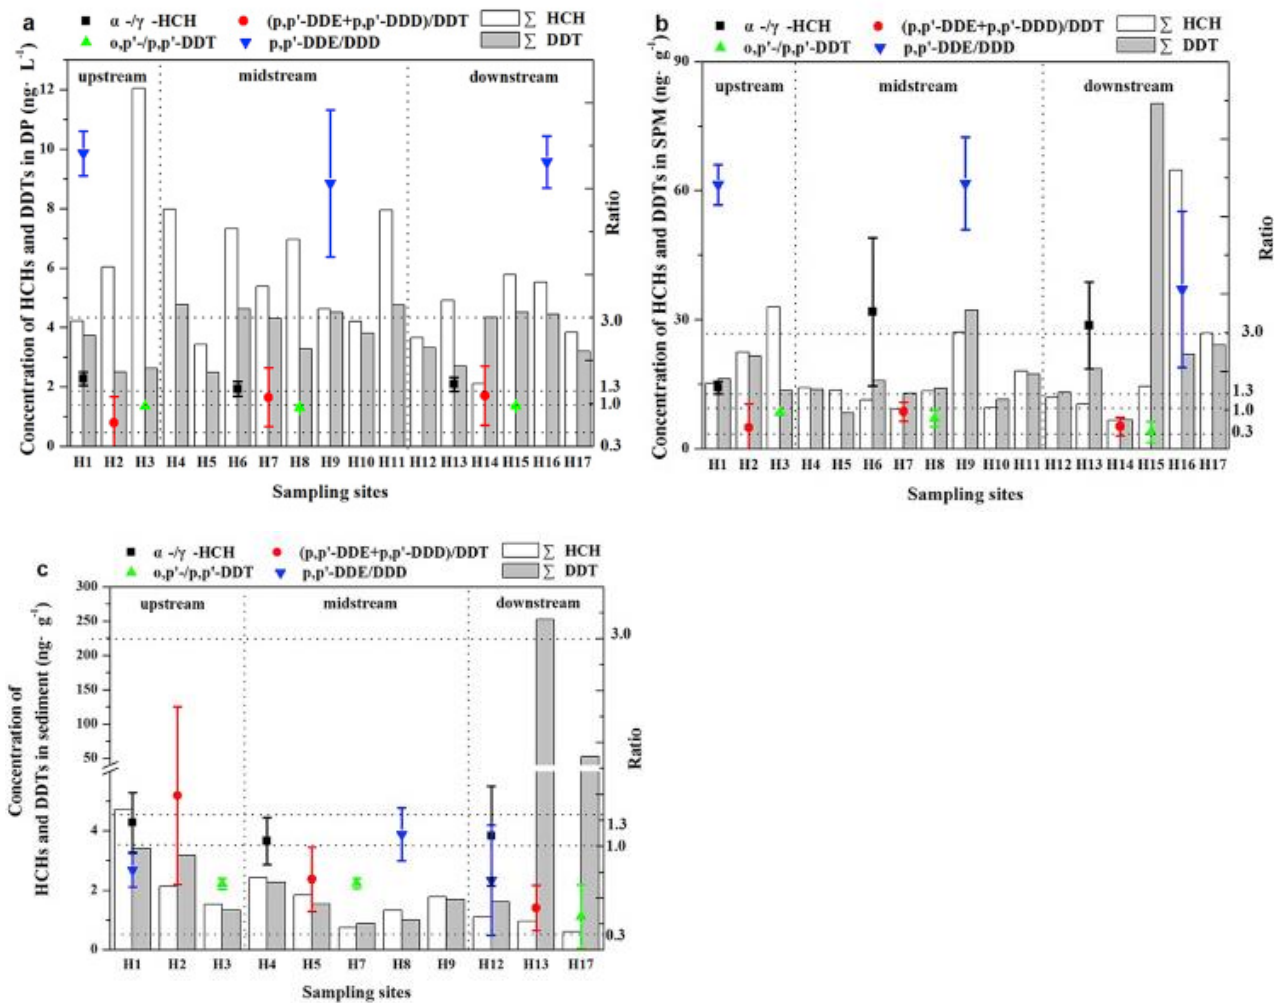 a
α -/γ -HCH
(p,p'-DDE+p,p'-DDD)/DDT
∑ HCH
o,p'-/p,p'-DDT
p,p'-DDE/DDD
∑ DDT
upstream
midstream
downstream
Concentration of HCHs and DDTs in DP (ng· L-1)
12
10
8
6
4
2
0
3.0
1.3
1.0
0.3
Ratio
H1 H2 H3 H4 H5 H6 H7 H8 H9 H10 H11 H12 H13 H14 H15 H16 H17
Sampling sites
b
α -/γ -HCH
(p,p'-DDE+p,p'-DDD)/DDT
∑ HCH
o,p'-/p,p'-DDT
p,p'-DDE/DDD
∑ DDT
upstream
midstream
downstream
Concentration of HCHs and DDTs in SPM (ng· g-1)
90
60
30
0
3.0
1.3
1.0
0.3
Ratio
H1 H2 H3 H4 H5 H6 H7 H8 H9 H10 H11 H12 H13 H14 H15 H16 H17
Sampling sites
c
α -/γ -HCH
(p,p'-DDE+p,p'-DDD)/DDT
∑ HCH
o,p'-/p,p'-DDT
p,p'-DDE/DDD
∑ DDT
upstream
midstream
downstream
Concentration of
HCHs and DDTs in sediment (ng· g-1)
300
250
200
150
100
50
4
2
0
3.0
1.3
1.0
0.3
Ratio
H1 H2 H3 H4 H5 H7 H8 H9 H12 H13 H17
Sampling sites